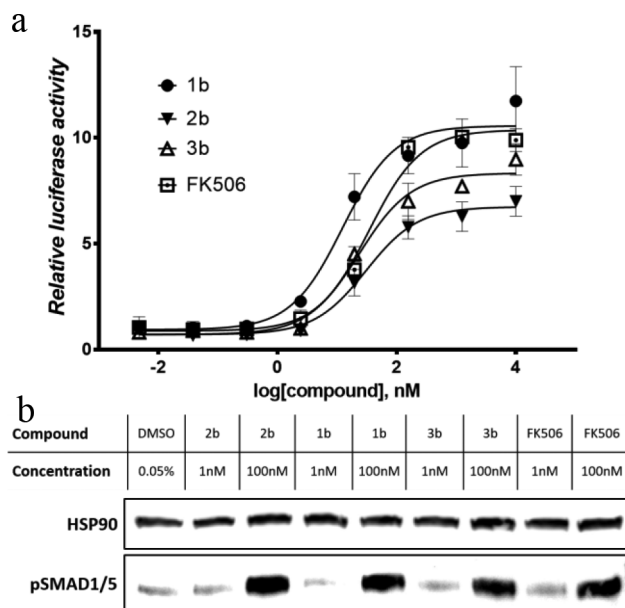 a
15
10
5
0
Relative luciferase activity
1b
2b
3b
FK506
-2 0 2 4
log[compound], nM
b
Compound DMSO 2b 2b 1b 1b 3b 3b FK506 FK506
Concentration 0.05% 1nM 100nM 1nM 100nM 1nM 100nM 1nM 100nM
HSP90
pSMAD1/5